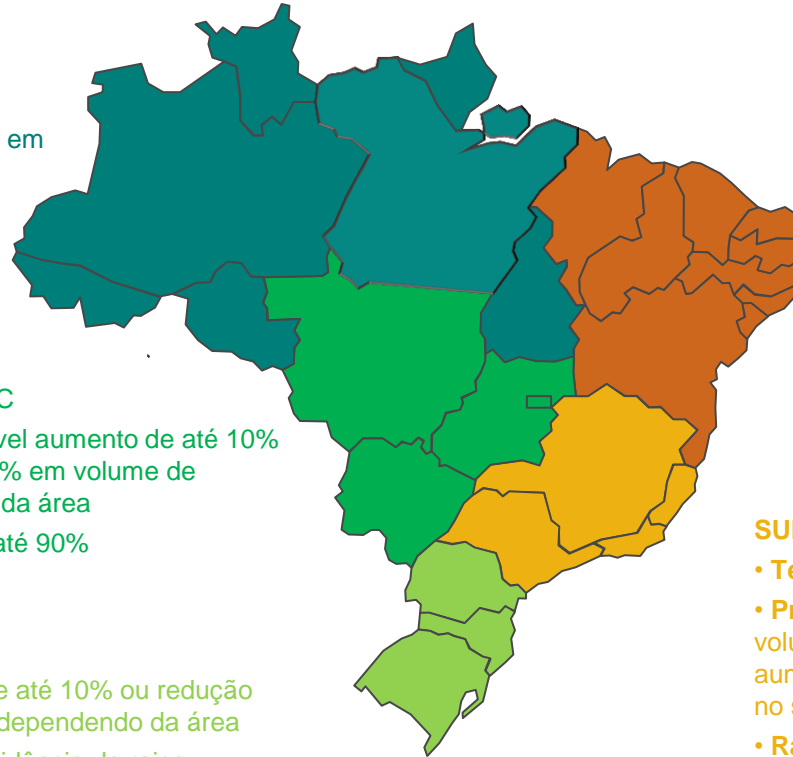 em
C
vel aumento de até 10%
% em volume de
da área
até 90%
e até 10% ou redução
dependendo da área
SU
• Te
• Pr
volu
aum
no s
• Ra